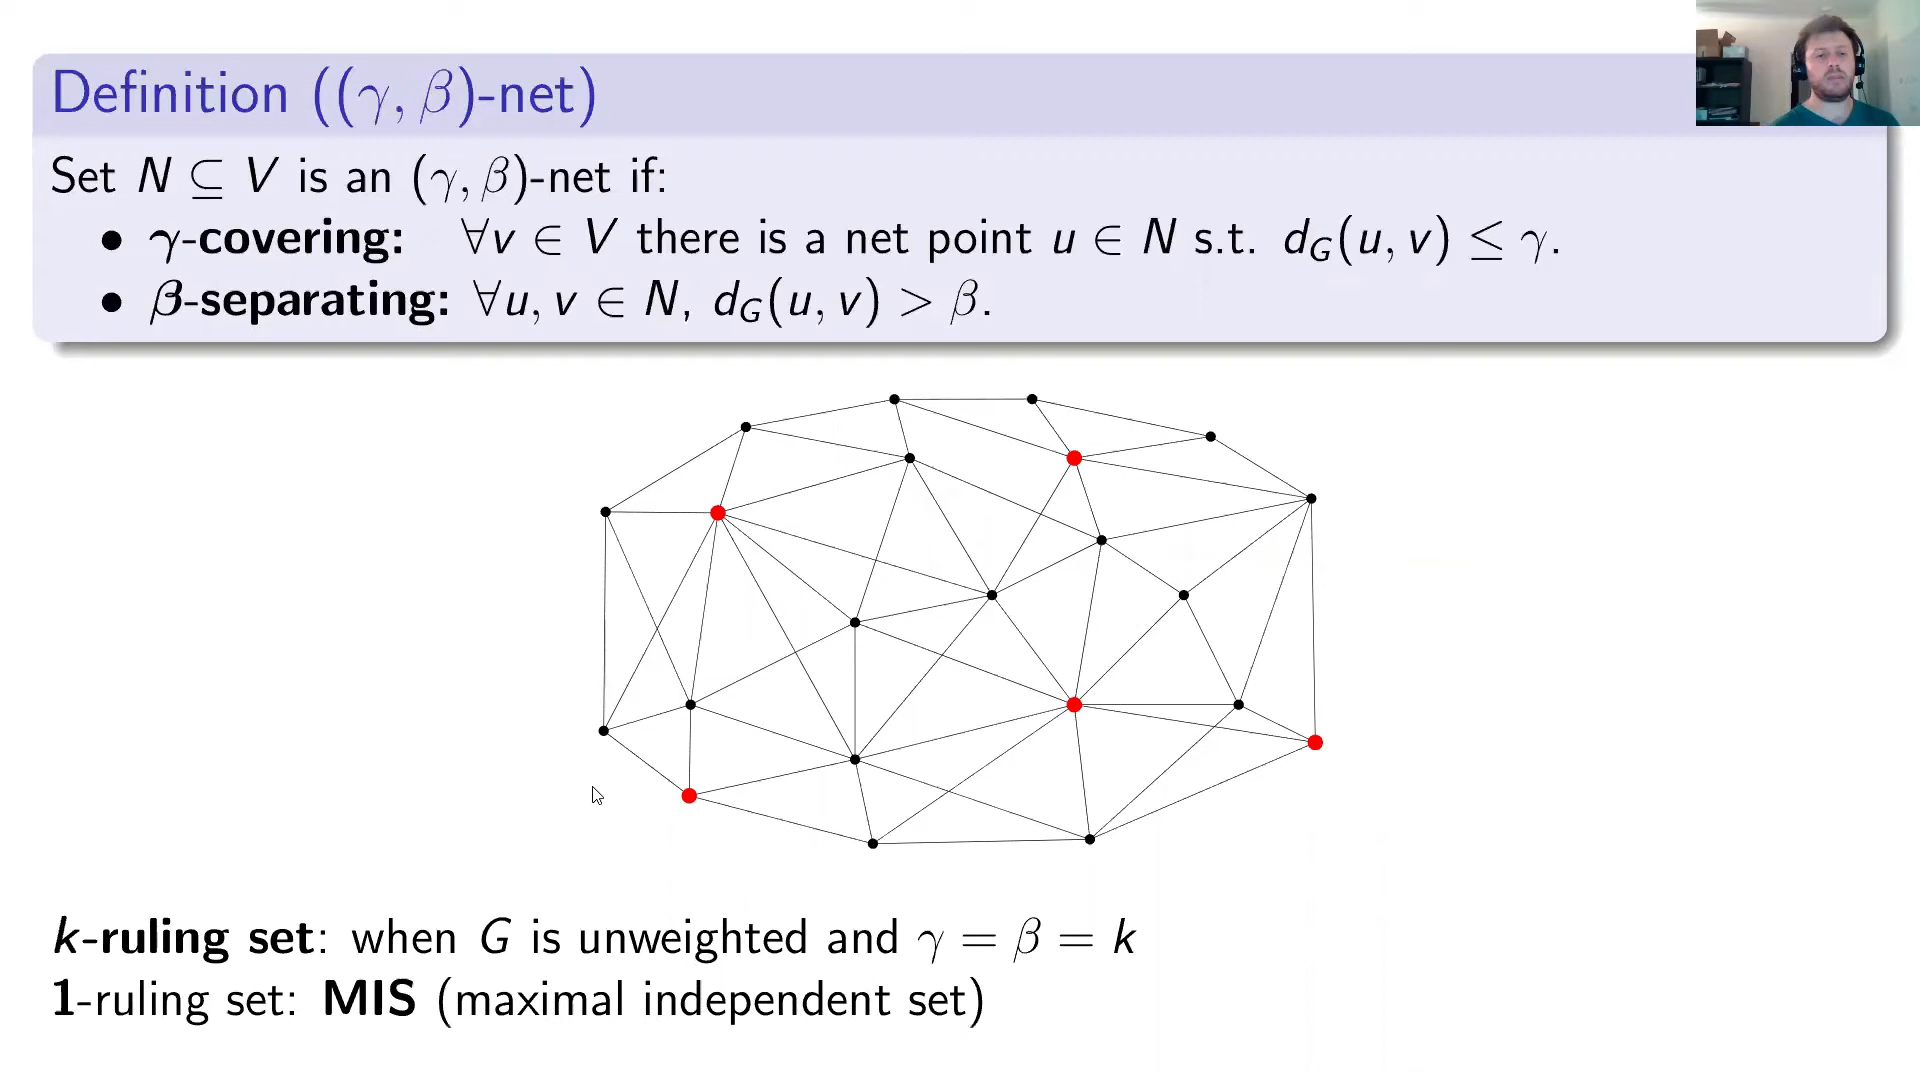 Definition ((γ, β)-net)
Set N ⊆ V is an (γ, β)-net if:
• γ-covering: ∀v ∈ V there is a net point u ∈ N s.t. d_G(u, v) ≤ γ.
• β-separating: ∀u, v ∈ N, d_G(u, v) > β.
k-ruling set: when G is unweighted and γ = β = k
1-ruling set: MIS (maximal independent set)